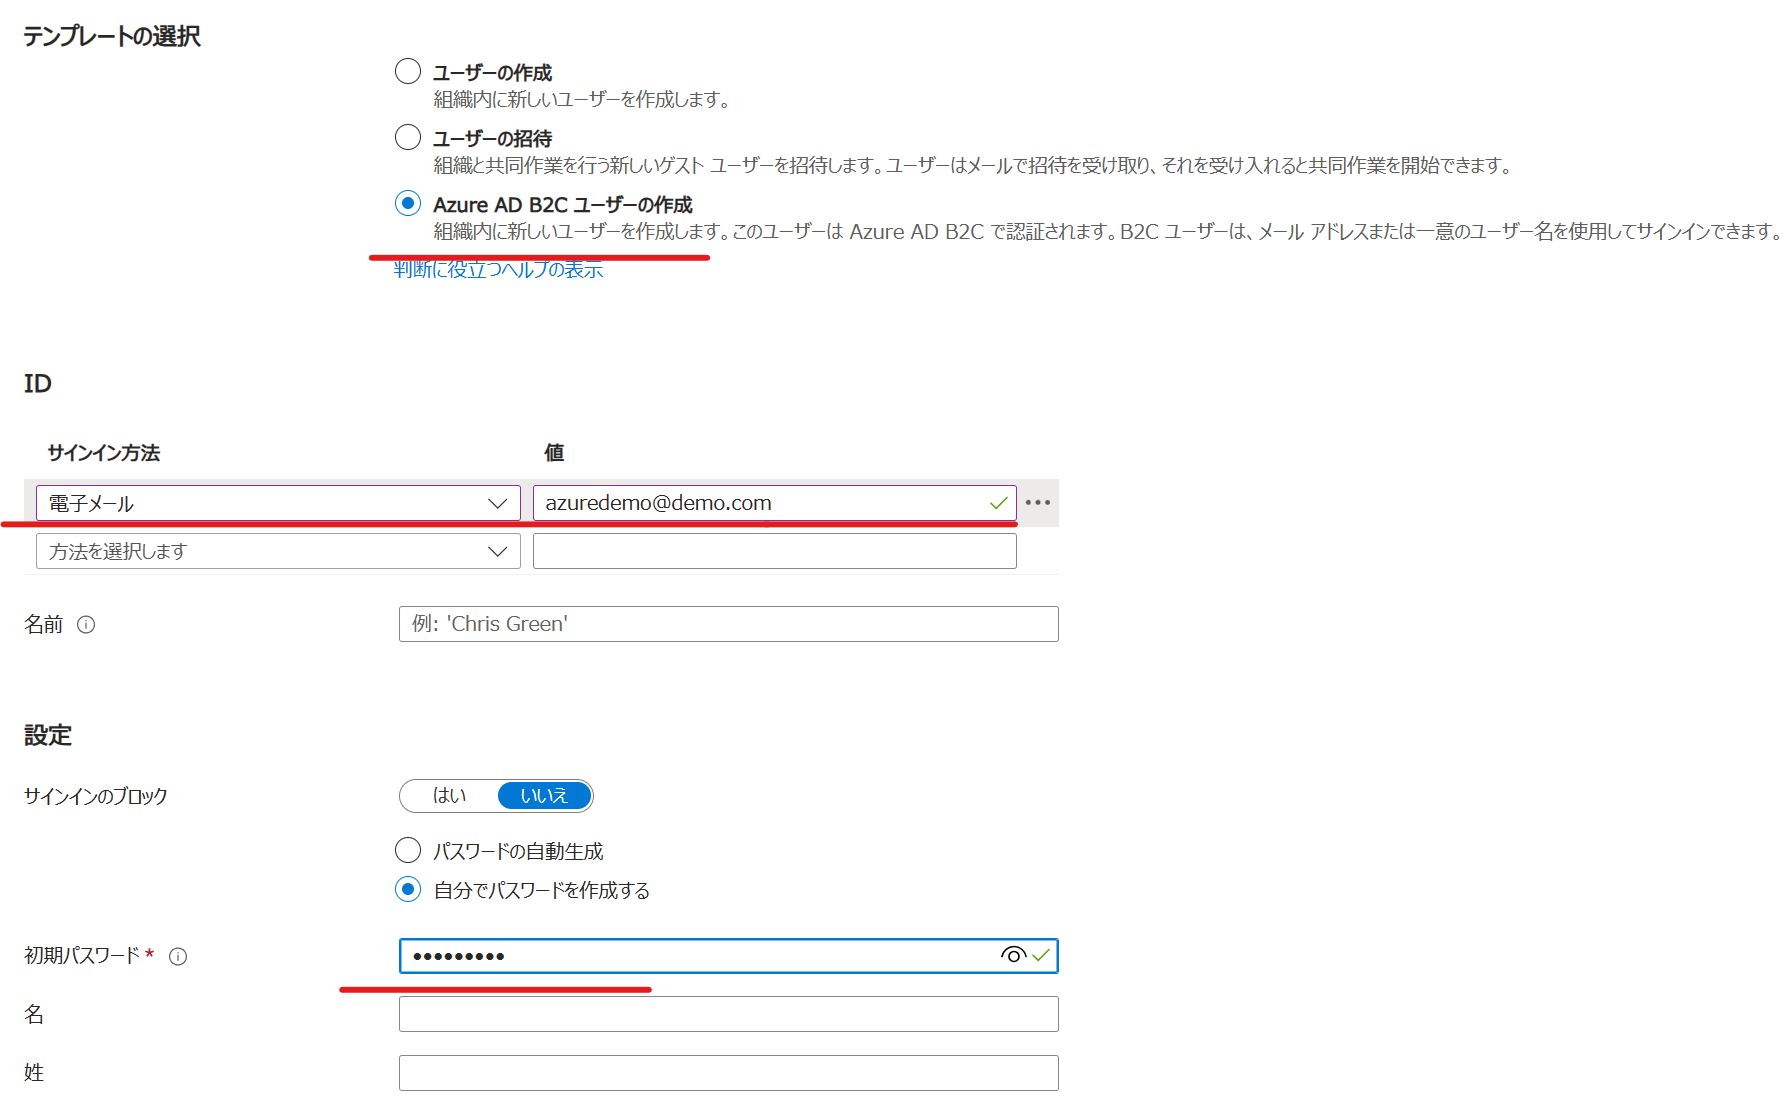 テンプレートの選択
ユーザーの作成
組織内に新しいユーザーを作成します。
ユーザーの招待
組織と共同作業を行う新しいゲスト ユーザーを招待します。ユーザーはメールで招待を受け取り、それを受け入れると共同作業を開始できます。
Azure AD B2C ユーザーの作成
組織内に新しいユーザーを作成します。このユーザーは Azure AD B2C で認証されます。B2C ユーザーは、メール アドレスまたは一意のユーザー名を使用してサインインできます。
判断に役立つヘルプの表示
ID
サインイン方法 値
電子メール azuredemo@demo.com
方法を選択します
名前 例: 'Chris Green'
設定
サインインのブロック はい いいえ
パスワードの自動生成
自分でパスワードを作成する
初期パスワード * •••••••••
名
姓